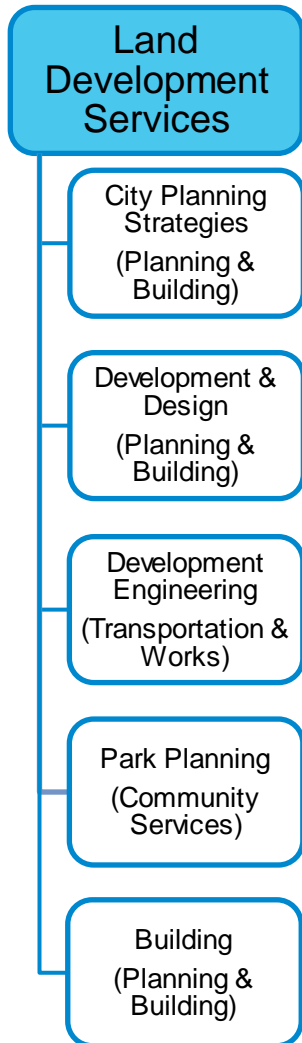 Land
Development
Services
City Planning
Strategies
(Planning &
Building)
Development &
Design
(Planning &
Building)
Development
Engineering
(Transportation &
Works)
Park Planning
(Community
Services)
Building
(Planning &
Building)